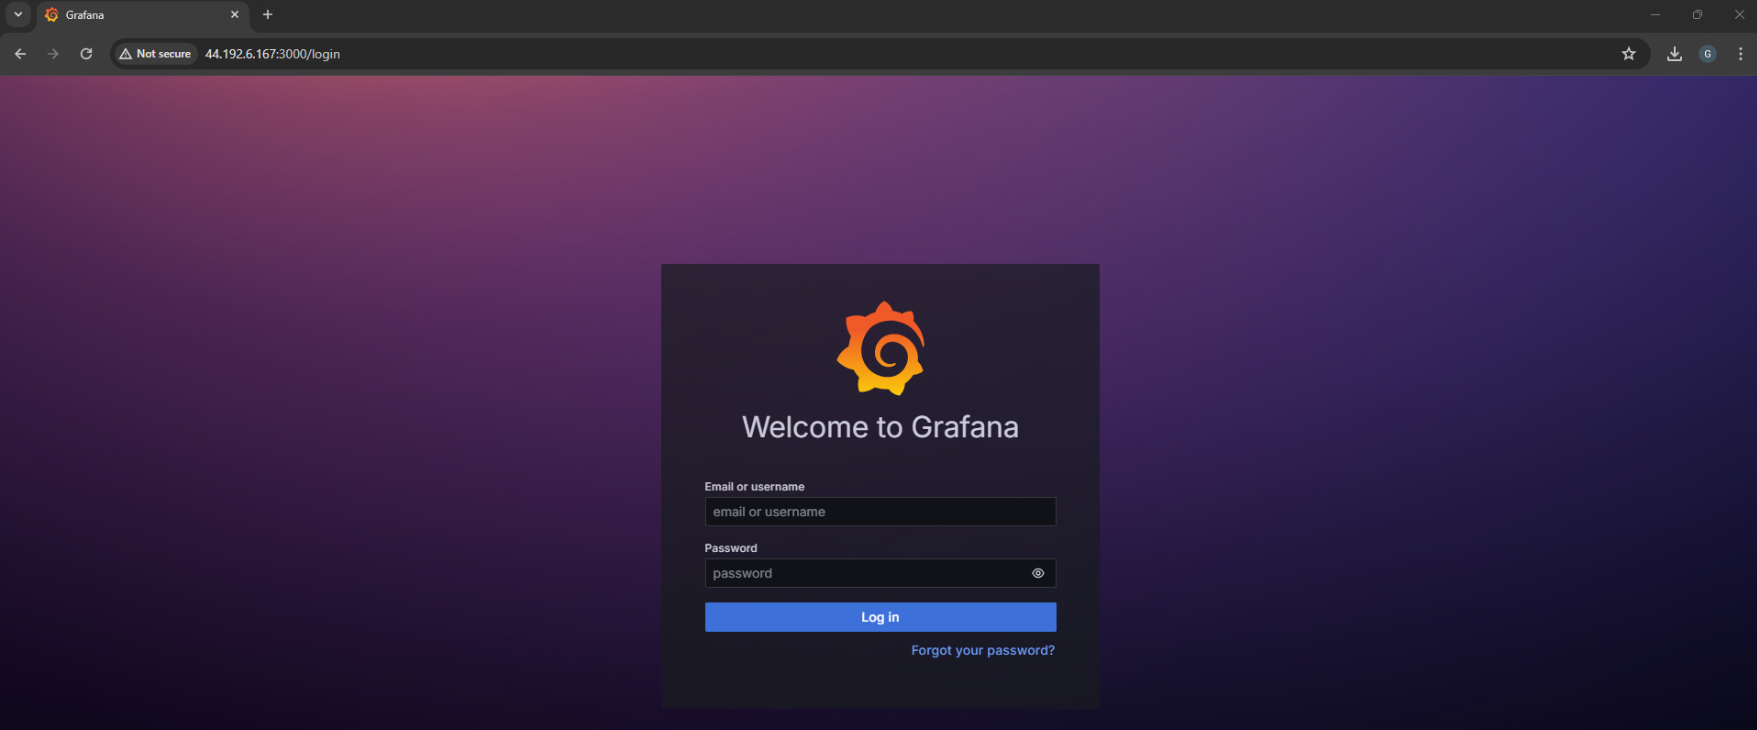 Grafana
Not secure
44.192.6.167:3000/login
G
Welcome to Grafana
Email or username
email or username
Password
password
Log in
Forgot your password?